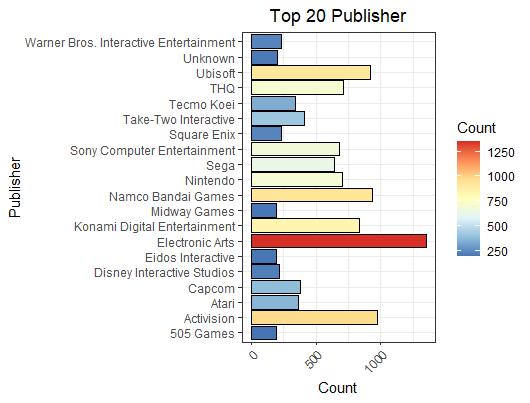 Top 20 Publisher
Warner Bros. Interactive Entertainment
Unknown
Ubisoft
THQ
Tecmo Koei
Take-Two Interactive
Square Enix
Sony Computer Entertainment
Sega
Nintendo
Namco Bandai Games
Midway Games
Konami Digital Entertainment
Electronic Arts
Eidos Interactive
Disney Interactive Studios
Capcom
Atari
Activision
505 Games
Publisher
0
500
1000
Count
Count
1250
1000
750
500
250